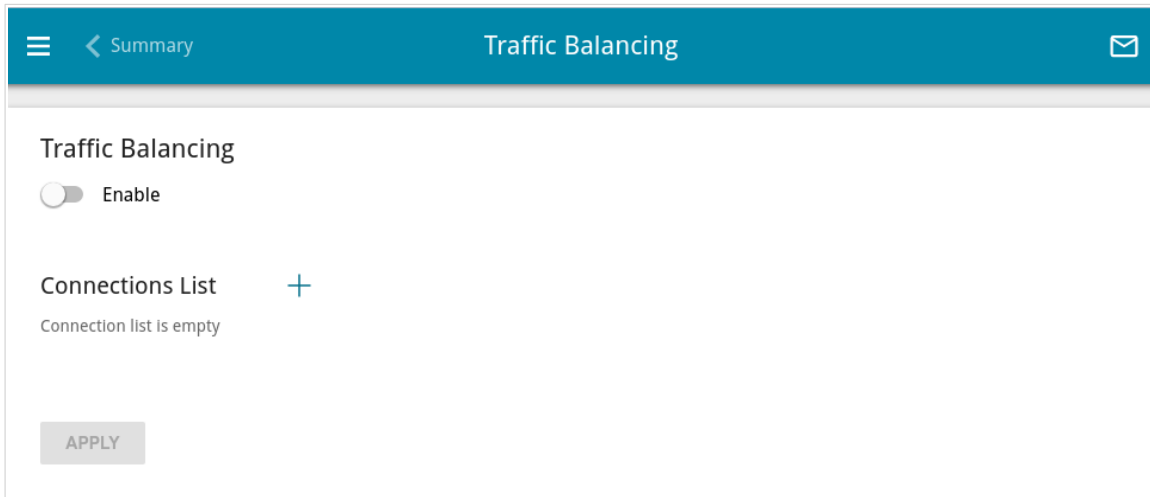 Summary
Traffic Balancing
Traffic Balancing
Enable
Connections List
Connection list is empty
APPLY